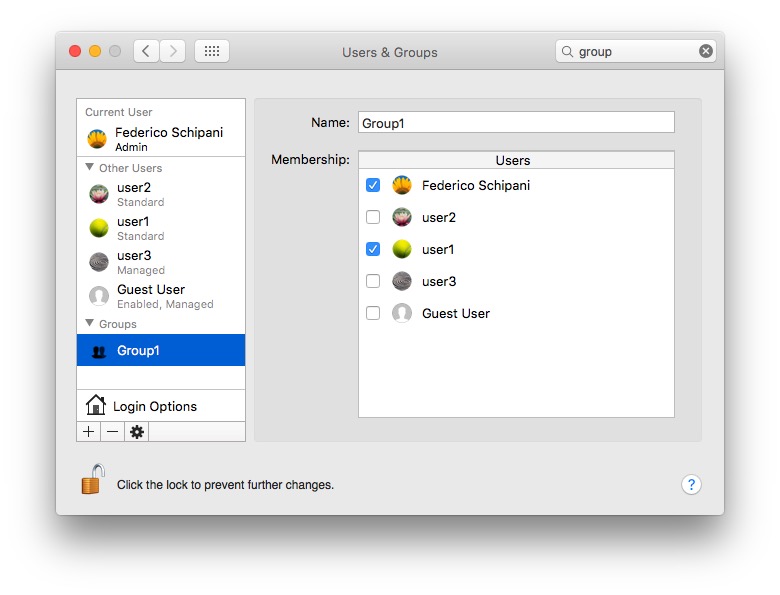 Users & Groups
group
Current User
Federico Schipani
Admin
Other Users
user2
Standard
user1
Standard
user3
Managed
Guest User
Enabled, Managed
Groups
Group1
Login Options
Name: Group1
Membership: Users
Federico Schipani
user2
user1
user3
Guest User
Click the lock to prevent further changes.
?